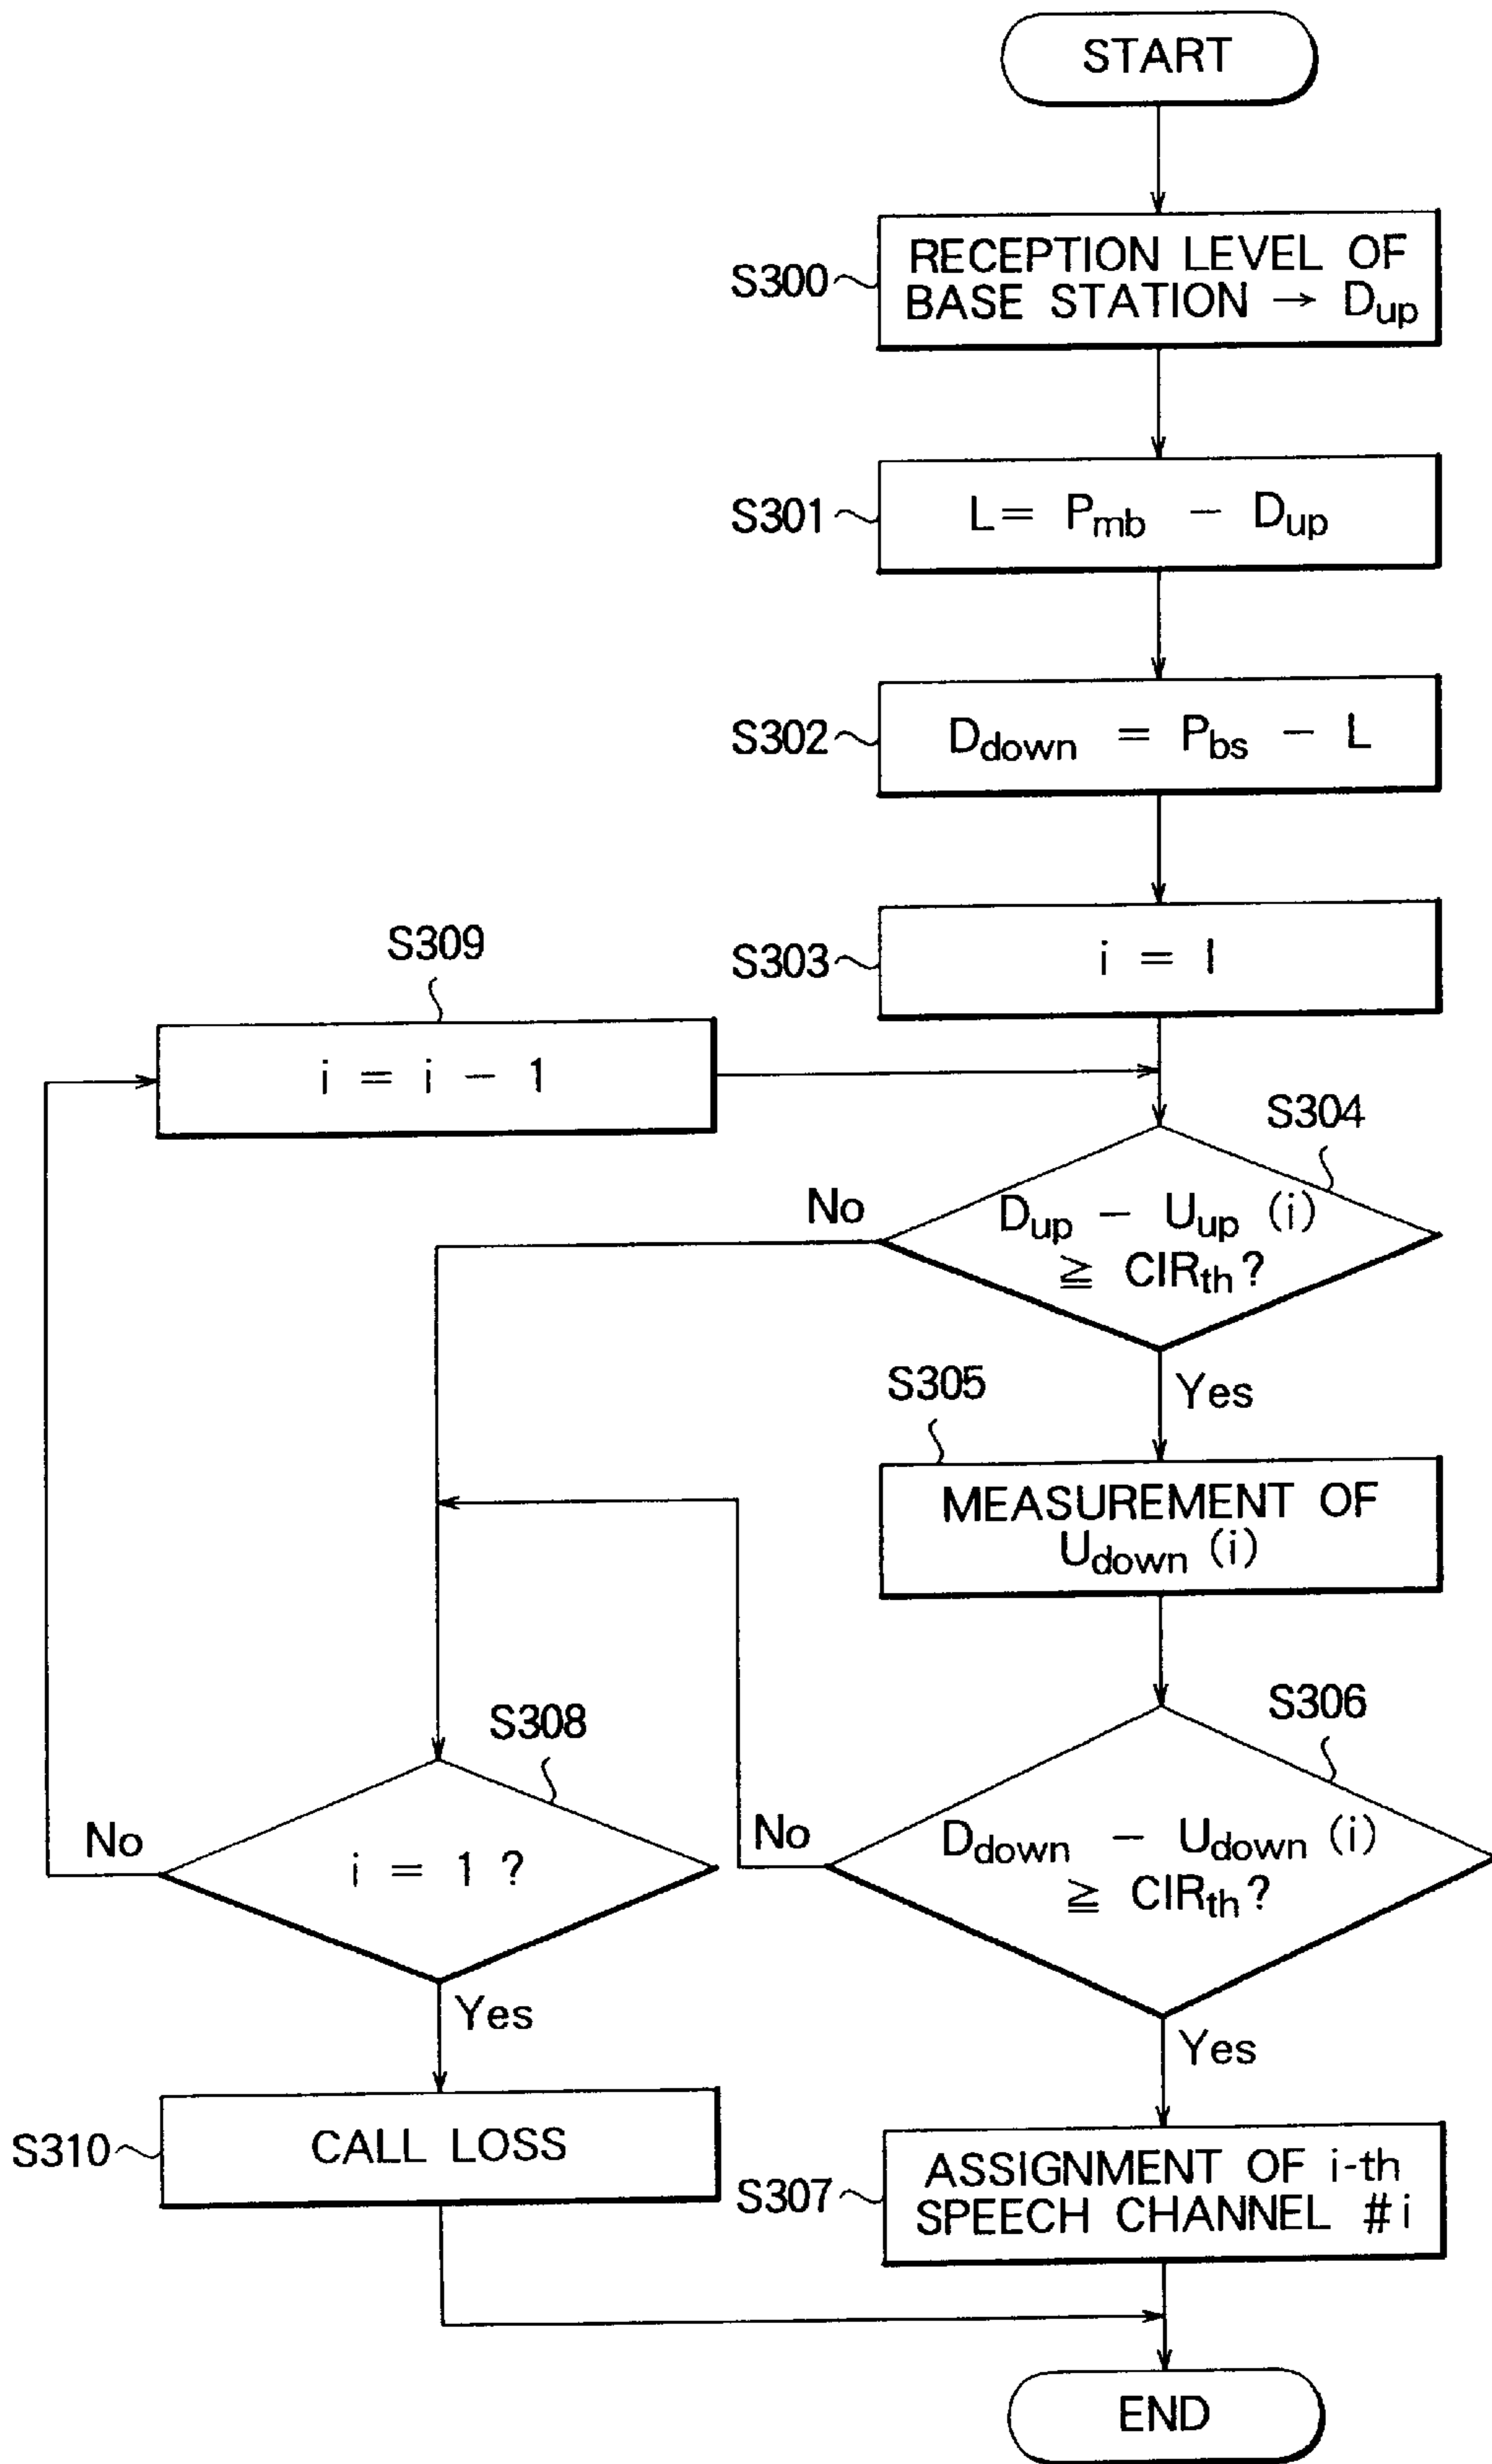 START
S300
RECEPTION LEVEL OF
BASE STATION → Dup
S301
L = Pmb − Dup
S302
Ddown = Pbs − L
S303
i = I
S309
i = i − 1
S304
Dup − Uup (i)
≧ CIRth?
No
Yes
S305
MEASUREMENT OF
Udown (i)
S306
Ddown − Udown (i)
≧ CIRth?
No
Yes
S308
i = 1 ?
No
Yes
S310
CALL LOSS
S307
ASSIGNMENT OF i-th
SPEECH CHANNEL #i
END